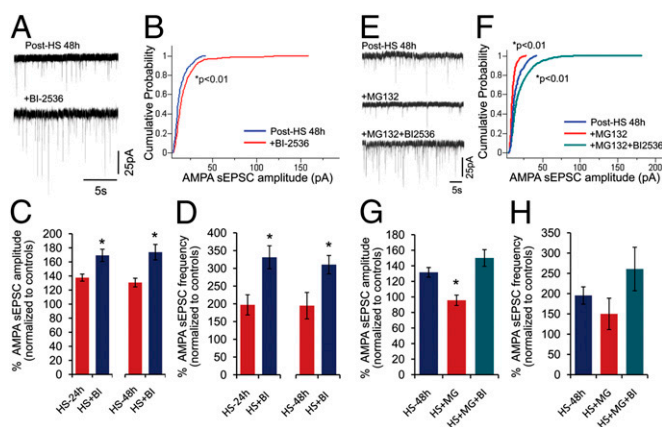 A
Post-HS 48h
+BI-2536
25pA
5s
B
Cumulative Probability
1.0
0.8
0.6
0.4
0.2
0
*p<0.01
Post-HS 48h
+BI-2536
0 50 100 150
AMPA sEPSC amplitude (pA)
E
Post-HS 48h
+MG132
+MG132+BI2536
25pA
5s
F
Cumulative Probability
*p<0.01
1.0
0.8
0.6
0.4
0.2
0
*p<0.01
Post-HS 48h
+MG132
+MG132+BI2536
0 50 100 150 200
AMPA sEPSC amplitude (pA)
C
% AMPA sEPSC amplitude
(normalized to controls)
200
180
160
140
120
100
80
60
40
20
0
* *
HS-24h HS+BI HS-48h HS+BI
D
% AMPA sEPSC frequency
(normalized to controls)
400
350
300
250
200
150
100
50
0
* *
HS-24h HS+BI HS-48h HS+BI
G
% AMPA sEPSC amplitude
(normalized to controls)
180
160
140
120
100
80
60
40
20
0
*
HS-48h HS+MG HS+MG+BI
H
% AMPA sEPSC frequency
(normalized to controls)
350
300
250
200
150
100
50
0
HS-48h HS+MG HS+MG+BI